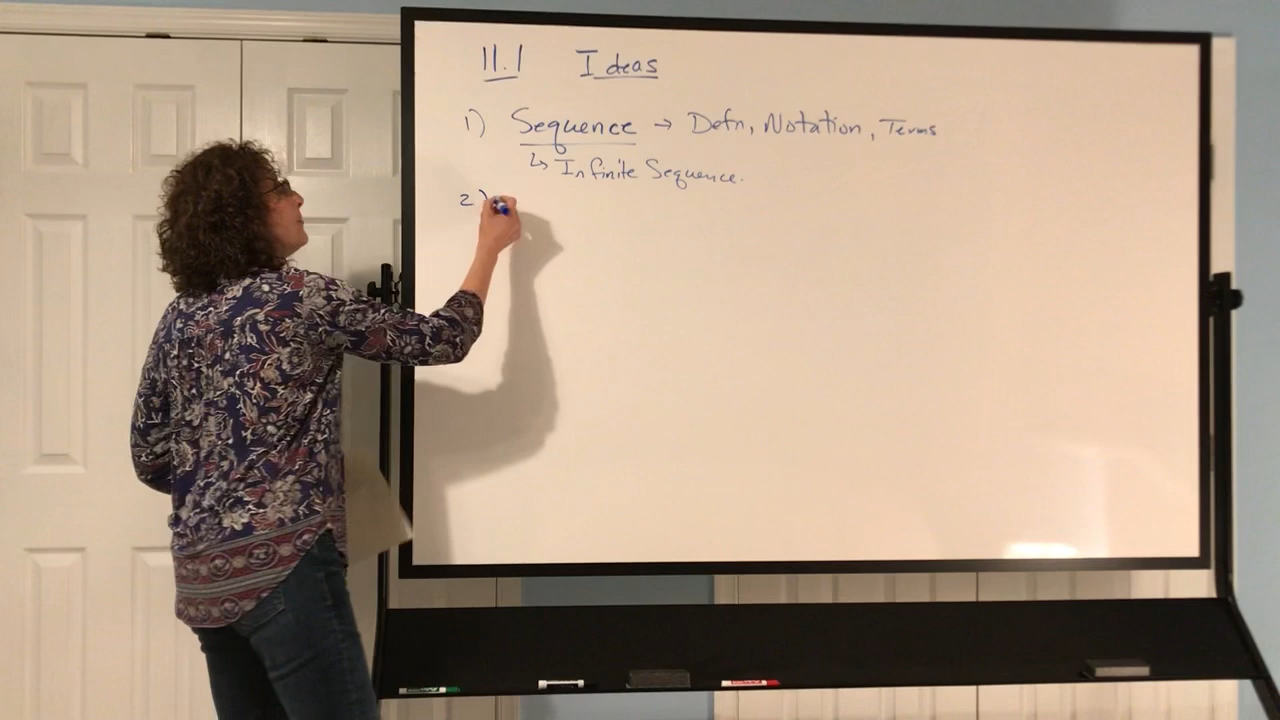 11.1 Ideas
1) Sequence → Defn, Notation, Terms
↳ Infinite Sequence.
2)